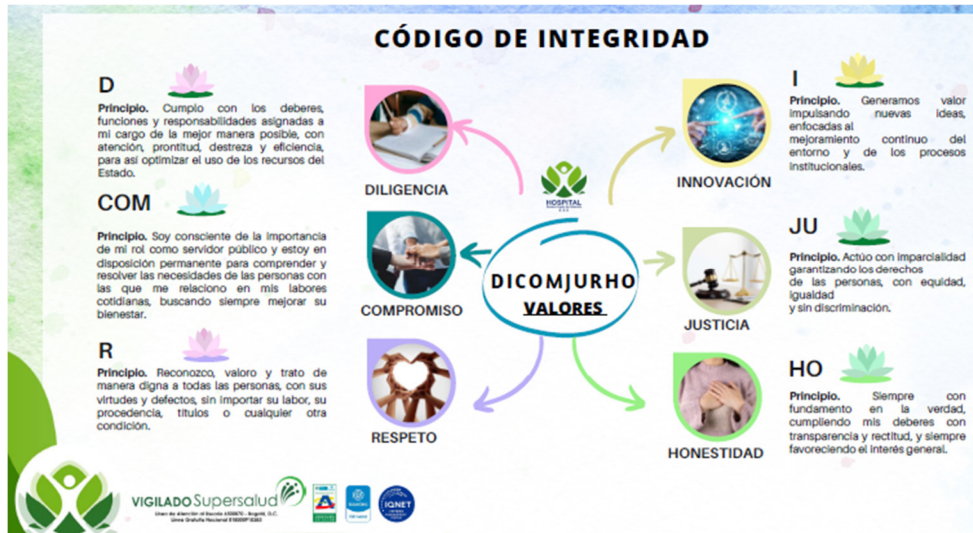 CÓDIGO DE INTEGRIDAD
D
Principio. Cumplo con los deberes,
funciones y responsabilidades asignadas a
mi cargo de la mejor manera posible, con
atención, prontitud, destreza y eficiencia,
para así optimizar el uso de los recursos del
Estado.
DILIGENCIA
COM
Principio. Soy consciente de la importancia
de mi rol como servidor público y estoy en
disposición permanente para comprender y
resolver las necesidades de las personas con
las que me relaciono en mis labores
cotidianas, buscando siempre mejorar su
bienestar.
COMPROMISO
R
Principio. Reconozco, valoro y trato de
manera digna a todas las personas, con sus
virtudes y defectos, sin importar su labor, su
procedencia, títulos o cualquier otra
condición.
RESPETO
HOSPITAL
DICOMJURHO
VALORES
INNOVACIÓN
I
Principio. Generamos valor
impulsando nuevas ideas,
enfocadas al
mejoramiento continuo del
entorno y de los procesos
institucionales.
JUSTICIA
JU
Principio. Actúo con imparcialidad
garantizando los derechos
de las personas, con equidad,
igualdad
y sin discriminación.
HONESTIDAD
HO
Principio. Siempre con
fundamento en la verdad,
cumpliendo mis deberes con
transparencia y rectitud, y siempre
favoreciendo el interés general.
VIGILADO Supersalud
IQNET